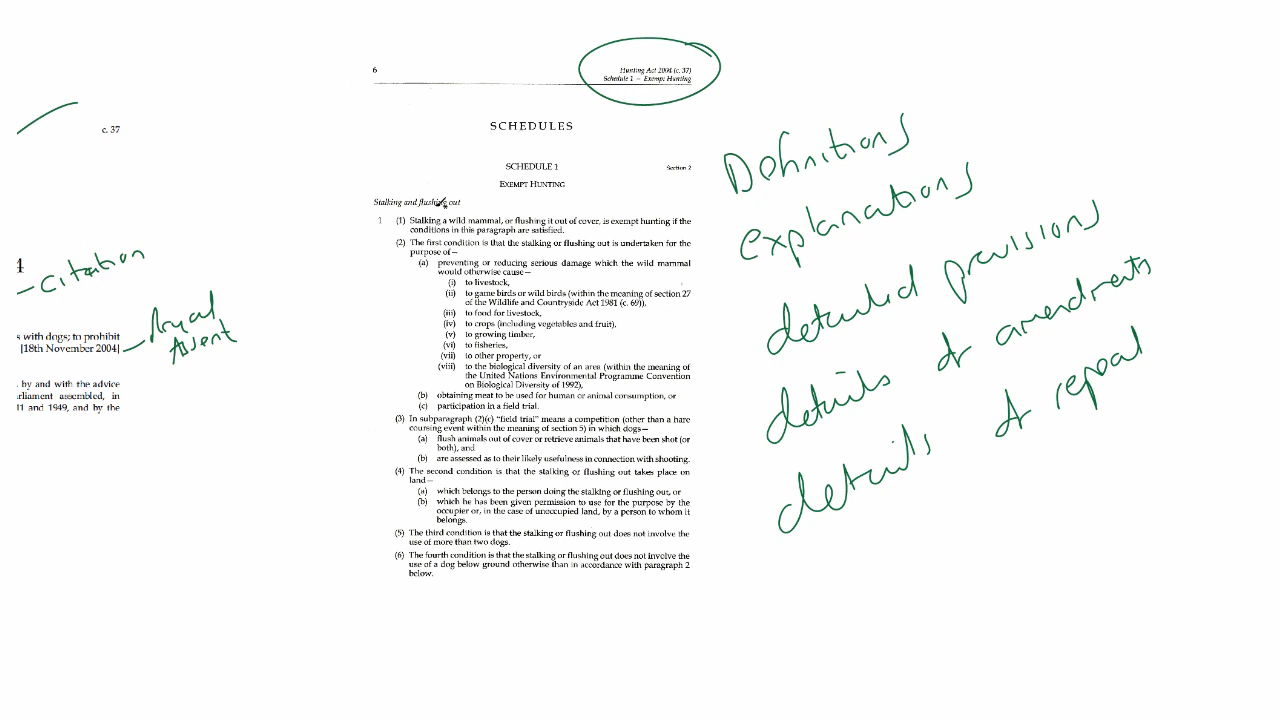 c. 37
4
citation
Royal
Assent
s with dogs; to prohibit
[18th November 2004]
. by and with the advice
rliament assembled, in
11 and 1949, and by the
6
Hunting Act 2004 (c. 37)
Schedule 1 — Exempt Hunting
SCHEDULES
SCHEDULE 1
Section 2
EXEMPT HUNTING
Stalking and flushing out
1 (1) Stalking a wild mammal, or flushing it out of cover, is exempt hunting if the
conditions in this paragraph are satisfied.
(2) The first condition is that the stalking or flushing out is undertaken for the
purpose of—
(a) preventing or reducing serious damage which the wild mammal
would otherwise cause—
(i) to livestock,
(ii) to game birds or wild birds (within the meaning of section 27
of the Wildlife and Countryside Act 1981 (c. 69)),
(iii) to food for livestock,
(iv) to crops (including vegetables and fruit),
(v) to growing timber,
(vi) to fisheries,
(vii) to other property, or
(viii) to the biological diversity of an area (within the meaning of
the United Nations Environmental Programme Convention
on Biological Diversity of 1992),
(b) obtaining meat to be used for human or animal consumption, or
(c) participation in a field trial.
(3) In subparagraph (2)(c) "field trial" means a competition (other than a hare
coursing event within the meaning of section 5) in which dogs—
(a) flush animals out of cover or retrieve animals that have been shot (or
both), and
(b) are assessed as to their likely usefulness in connection with shooting.
(4) The second condition is that the stalking or flushing out takes place on
land—
(a) which belongs to the person doing the stalking or flushing out, or
(b) which he has been given permission to use for the purpose by the
occupier or, in the case of unoccupied land, by a person to whom it
belongs.
(5) The third condition is that the stalking or flushing out does not involve the
use of more than two dogs.
(6) The fourth condition is that the stalking or flushing out does not involve the
use of a dog below ground otherwise than in accordance with paragraph 2
below.
Definitions
explanations
detailed provisions
details of amendments
details of repeal